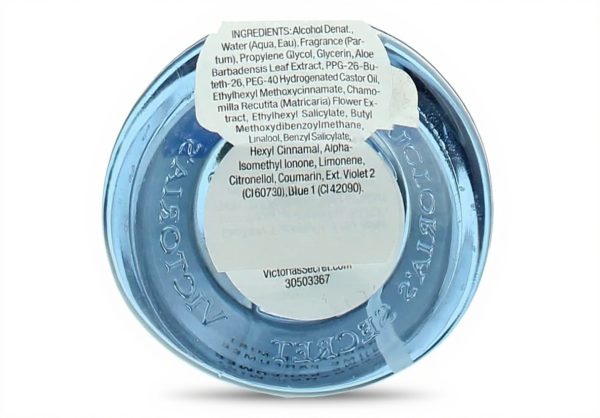 INGREDIENTS: Alcohol Denat.,
Water (Aqua, Eau), Fragrance (Par-
fum), Propylene Glycol, Glycerin, Aloe
Barbadensis Leaf Extract, PPG-26-Bu-
teth-26, PEG-40 Hydrogenated Castor Oil,
Ethylhexyl Methoxycinnamate, Chamo-
milla Recutita (Matricaria) Flower Ex-
tract, Ethylhexyl Salicylate, Butyl
Methoxydibenzoylmethane,
Linalool, Benzyl Salicylate,
Hexyl Cinnamal, Alpha-
Isomethyl Ionone, Limonene,
Citronellol, Coumarin, Ext. Violet 2
(CI 60730), Blue 1 (CI 42090).
VictoriasSecret.com
30503367
VICTORIA'S SECRET
VICTORIA'S